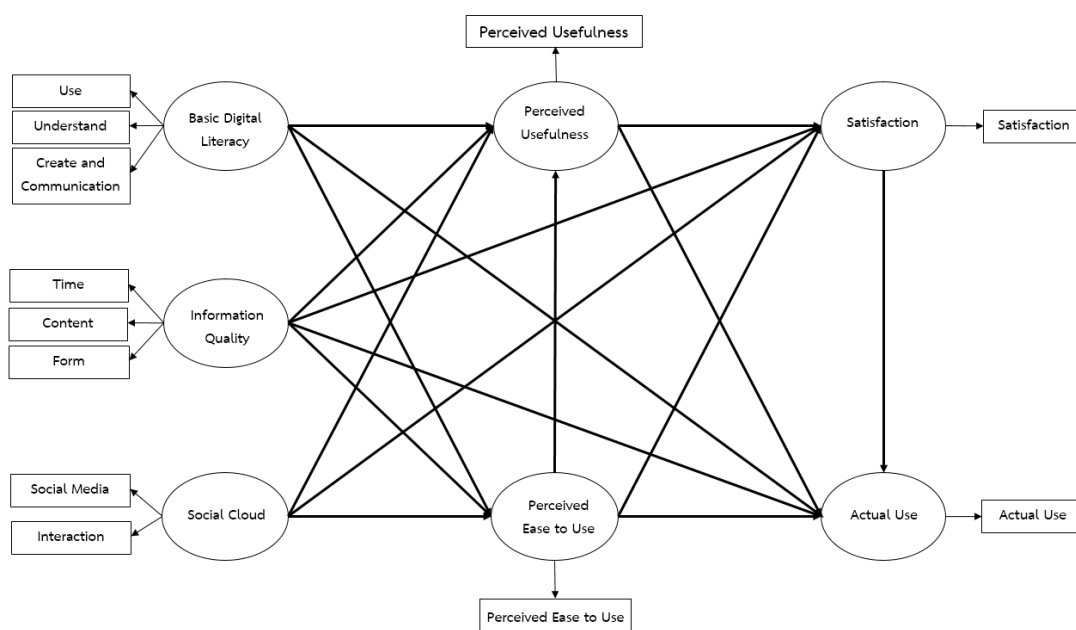 Perceived Usefulness
Use
Understand
Create and
Communication
Basic Digital
Literacy
Perceived
Usefulness
Satisfaction
Satisfaction
Time
Content
Form
Information
Quality
Social Media
Interaction
Social Cloud
Perceived
Ease to Use
Actual Use
Actual Use
Perceived Ease to Use